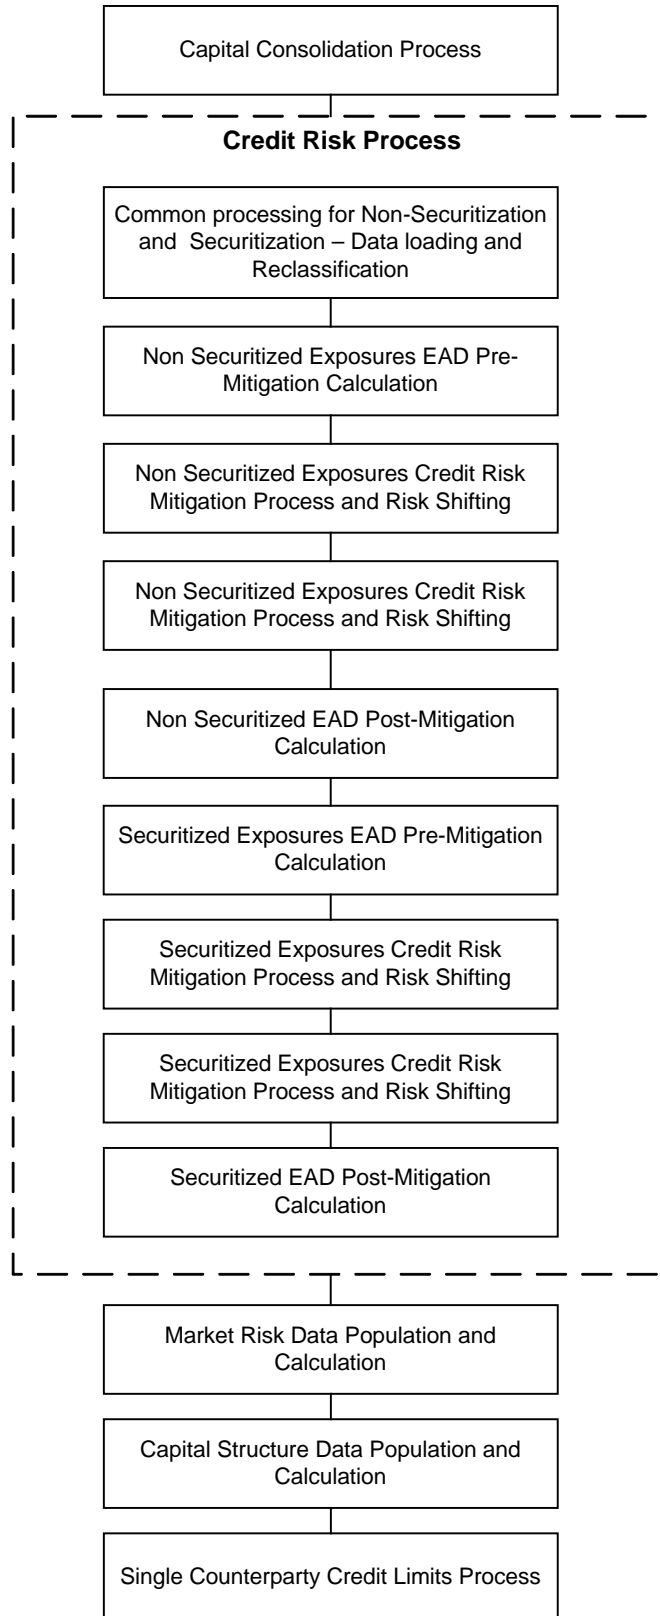 Capital Consolidation Process
Credit Risk Process
Common processing for Non-Securitization
and Securitization – Data loading and
Reclassification
Non Securitized Exposures EAD Pre-
Mitigation Calculation
Non Securitized Exposures Credit Risk
Mitigation Process and Risk Shifting
Non Securitized Exposures Credit Risk
Mitigation Process and Risk Shifting
Non Securitized EAD Post-Mitigation
Calculation
Securitized Exposures EAD Pre-Mitigation
Calculation
Securitized Exposures Credit Risk
Mitigation Process and Risk Shifting
Securitized Exposures Credit Risk
Mitigation Process and Risk Shifting
Securitized EAD Post-Mitigation
Calculation
Market Risk Data Population and
Calculation
Capital Structure Data Population and
Calculation
Single Counterparty Credit Limits Process